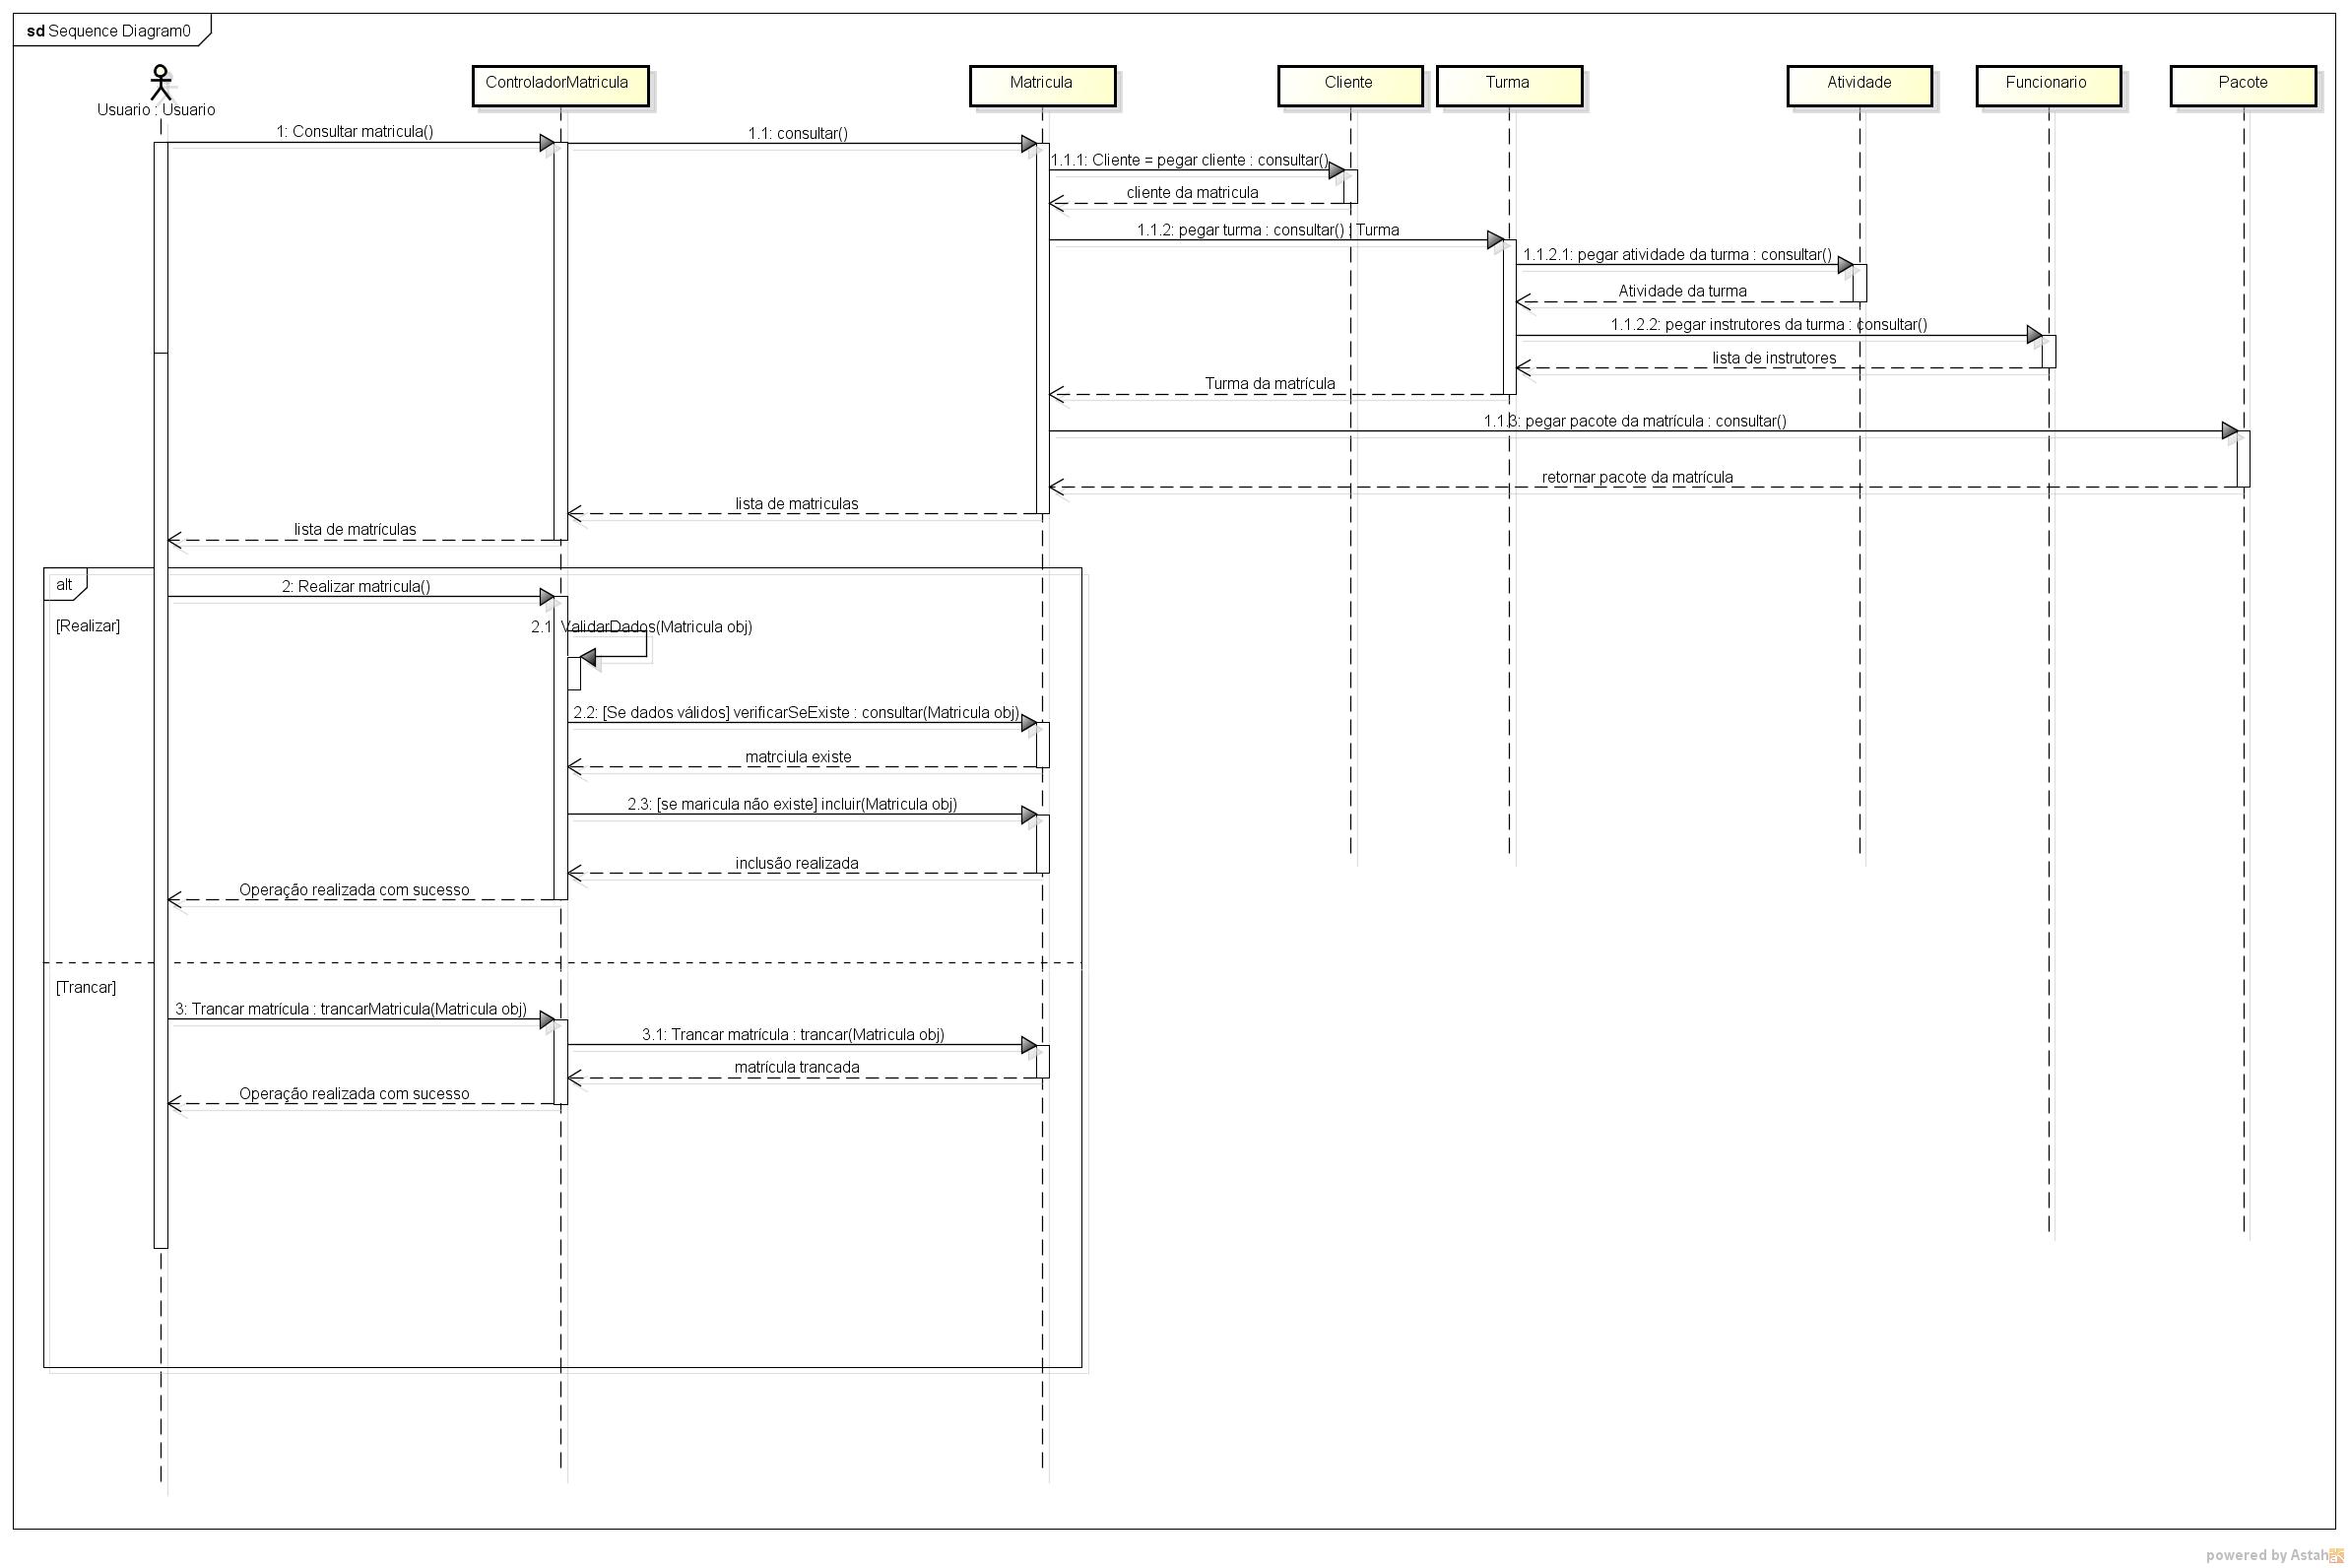 sd Sequence Diagram0
Usuario : Usuario
ControladorMatricula
Matricula
Cliente
Turma
Atividade
Funcionario
Pacote
1: Consultar matricula()
1.1: consultar()
1.1.1: Cliente = pegar cliente : consultar()
cliente da matricula
1.1.2: pegar turma : consultar() : Turma
1.1.2.1: pegar atividade da turma : consultar()
Atividade da turma
1.1.2.2: pegar instrutores da turma : consultar()
lista de instrutores
Turma da matrícula
1.1.3: pegar pacote da matrícula : consultar()
retornar pacote da matrícula
lista de matriculas
lista de matrículas
alt
2: Realizar matricula()
[Realizar]
2.1: ValidarDados(Matricula obj)
2.2: [Se dados válidos] verificarSeExiste : consultar(Matricula obj)
matrciula existe
2.3: [se maricula não existe] incluir(Matricula obj)
inclusão realizada
Operação realizada com sucesso
[Trancar]
3: Trancar matrícula : trancarMatricula(Matricula obj)
3.1: Trancar matrícula : trancar(Matricula obj)
matrícula trancada
Operação realizada com sucesso
powered by Astah